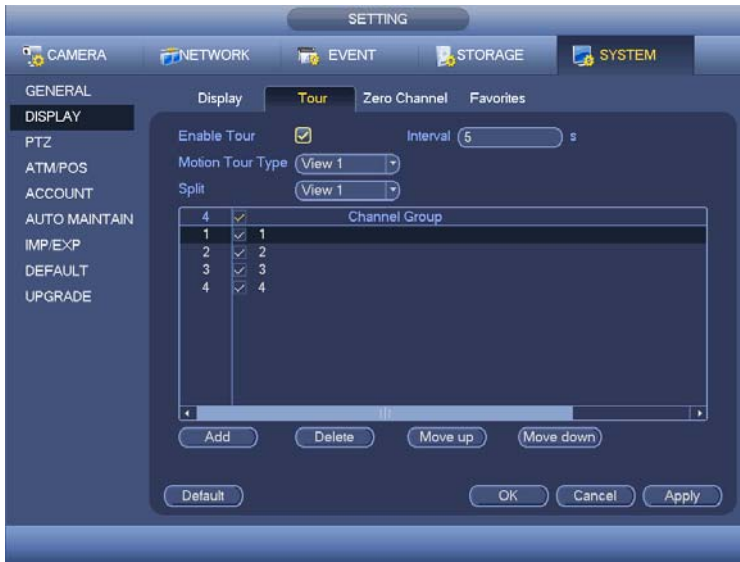 SETTING
CAMERA NETWORK EVENT STORAGE SYSTEM
GENERAL
DISPLAY
PTZ
ATM/POS
ACCOUNT
AUTO MAINTAIN
IMP/EXP
DEFAULT
UPGRADE
Display Tour Zero Channel Favorites
Enable Tour Interval 5 s
Motion Tour Type View 1
Split View 1
4 Channel Group
1 1
2 2
3 3
4 4
Add Delete Move up Move down
Default OK Cancel Apply